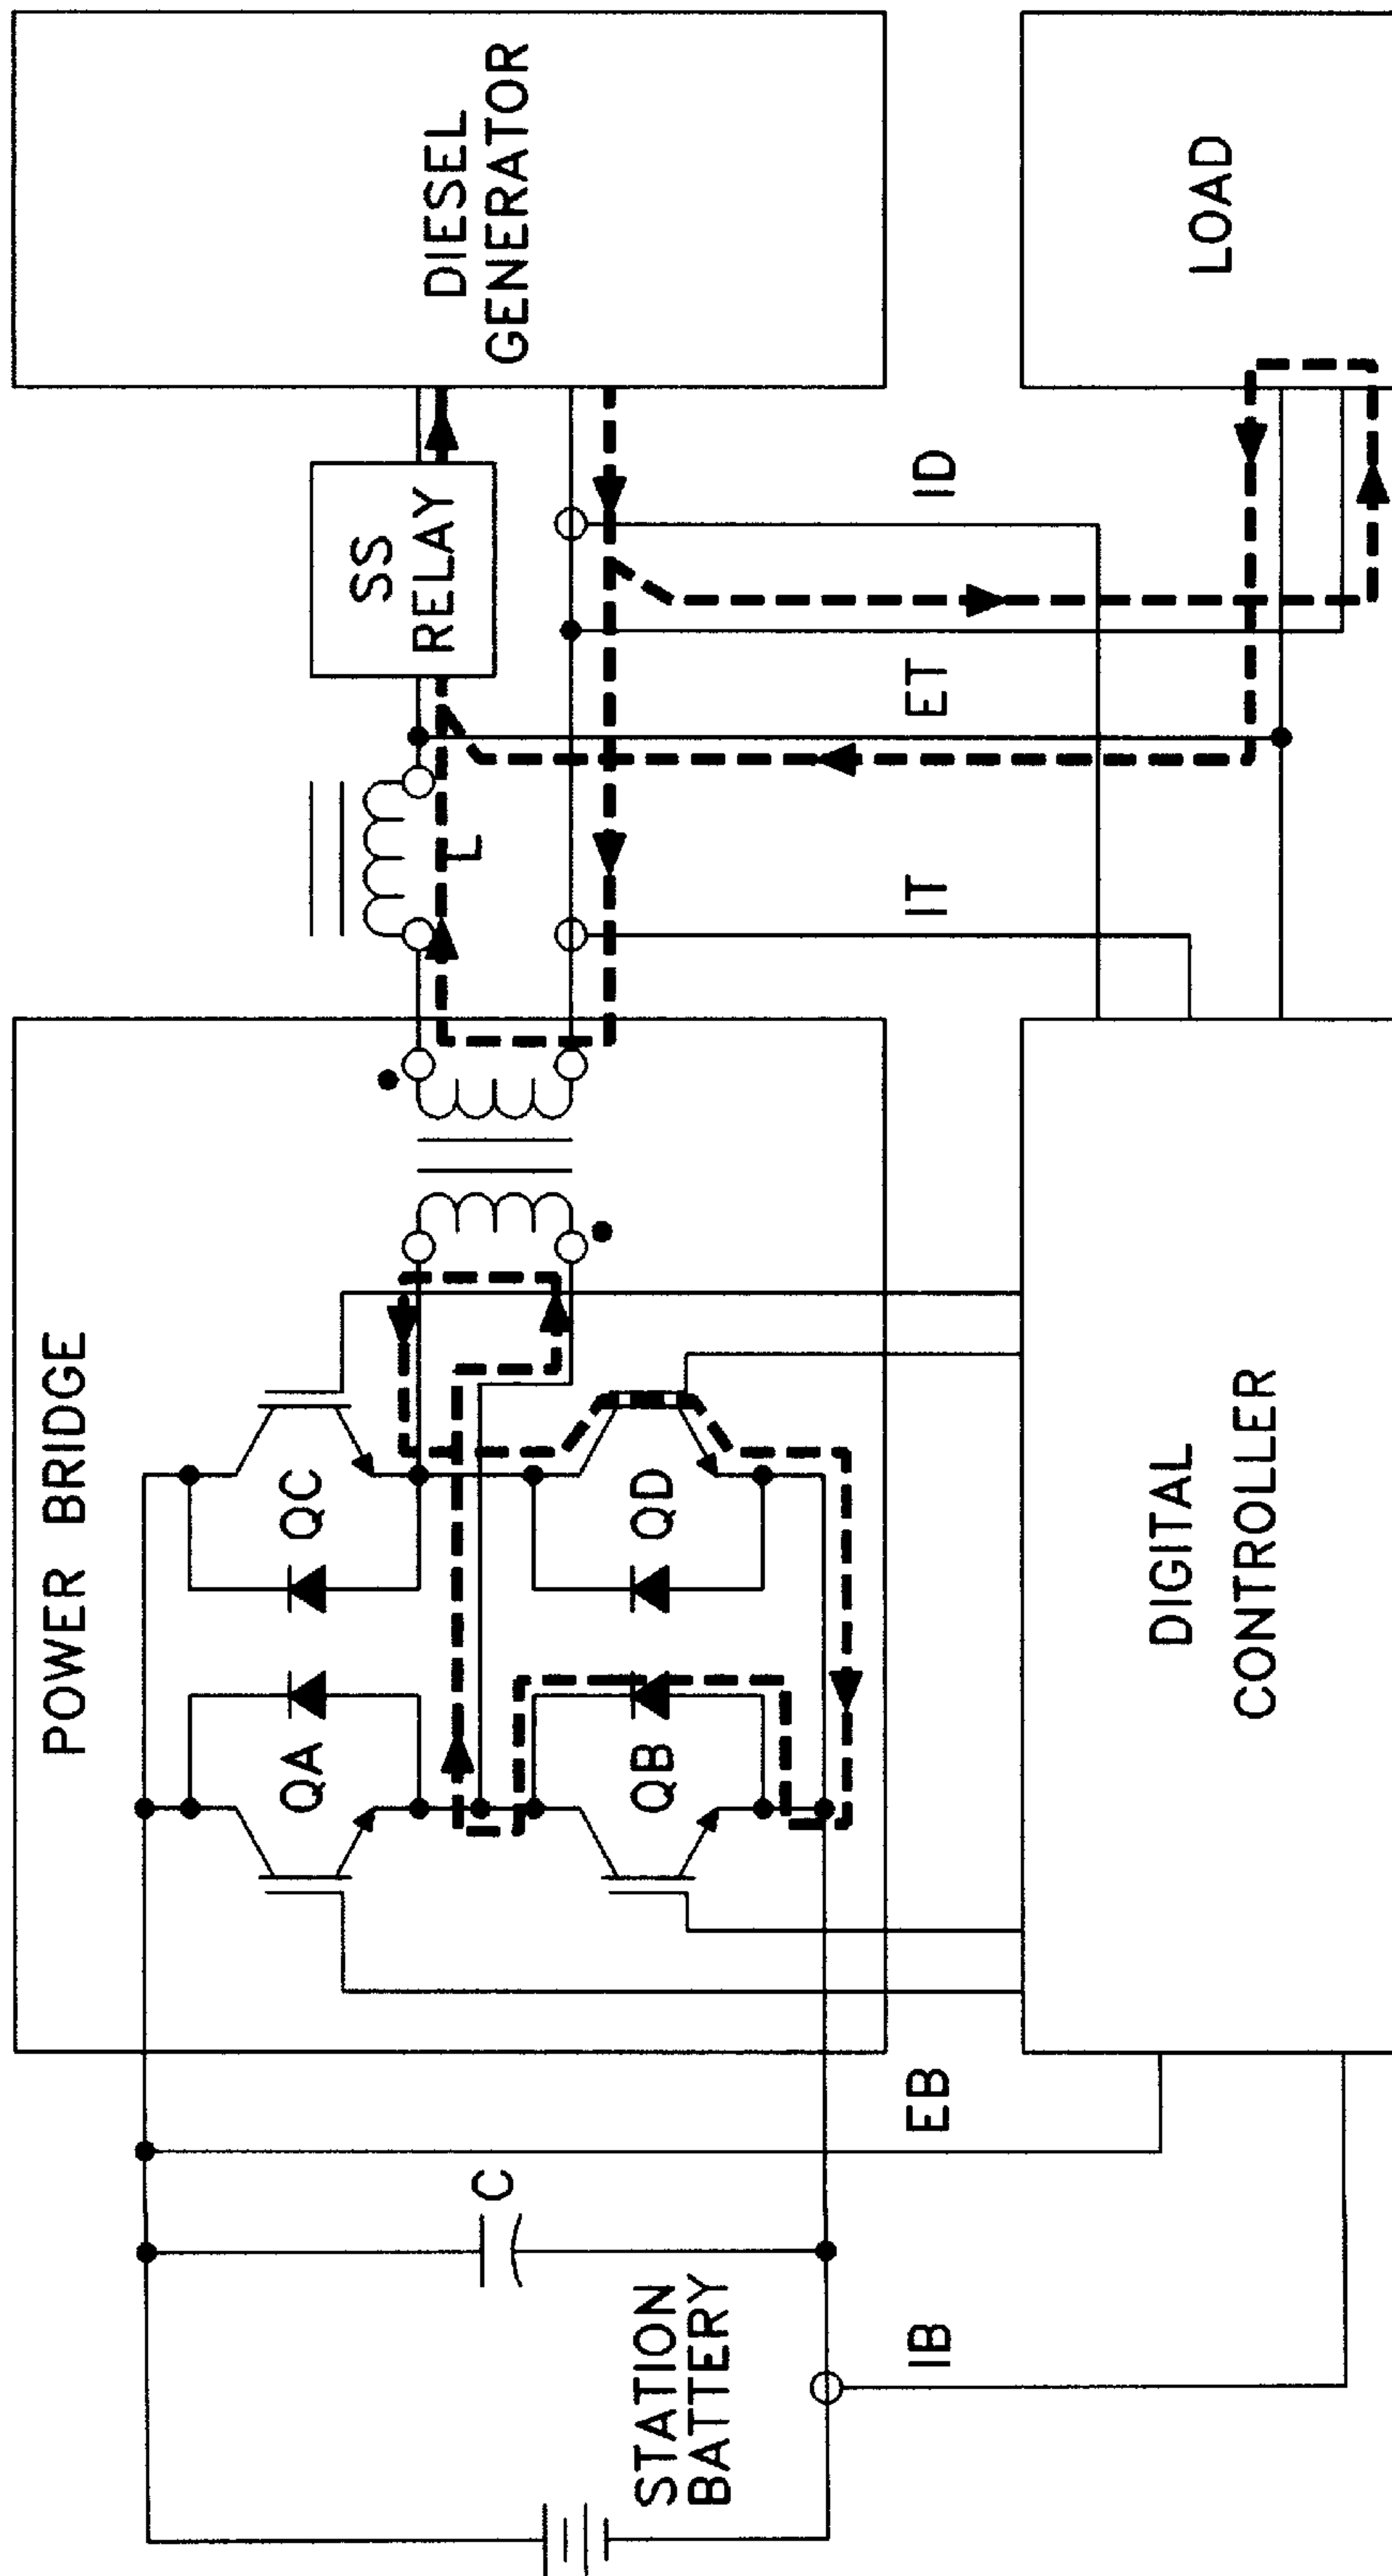 STATION
BATTERY
C
IB
EB
POWER BRIDGE
QA
QC
QB
QD
L
SS
RELAY
DIESEL
GENERATOR
IT
ET
ID
DIGITAL
CONTROLLER
LOAD